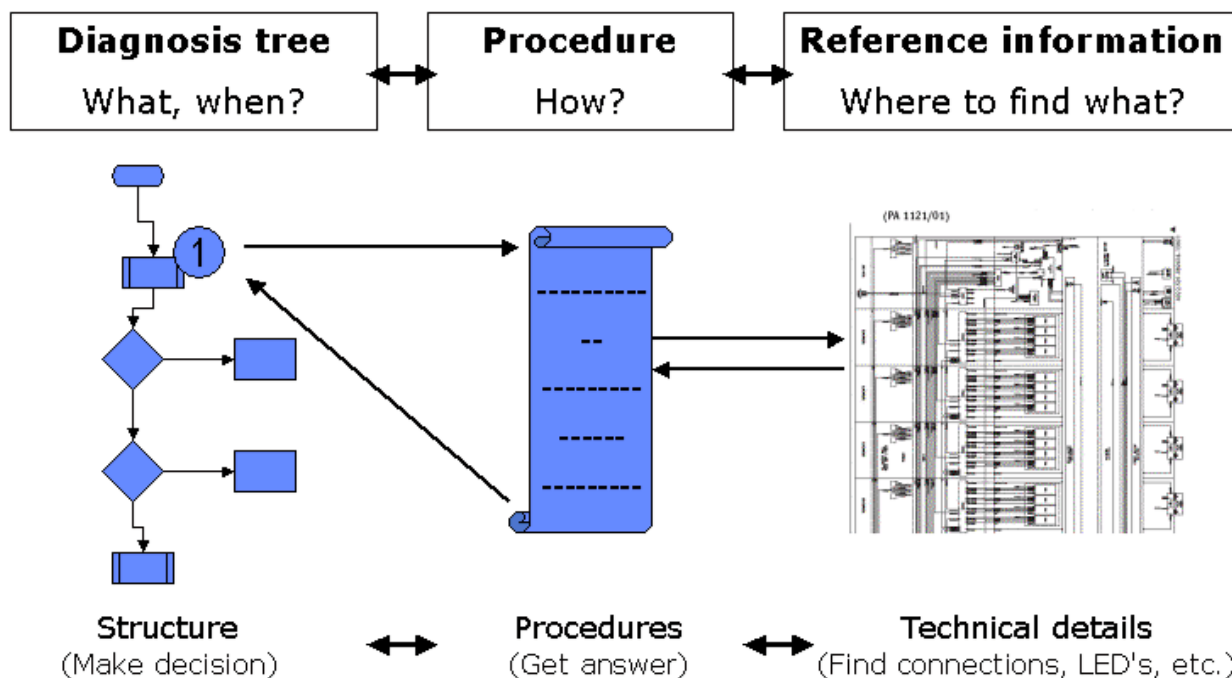 Diagnosis tree
What, when?
Procedure
How?
Reference information
Where to find what?
1
(PA 1121/01)
Structure
(Make decision)
Procedures
(Get answer)
Technical details
(Find connections, LED's, etc.)